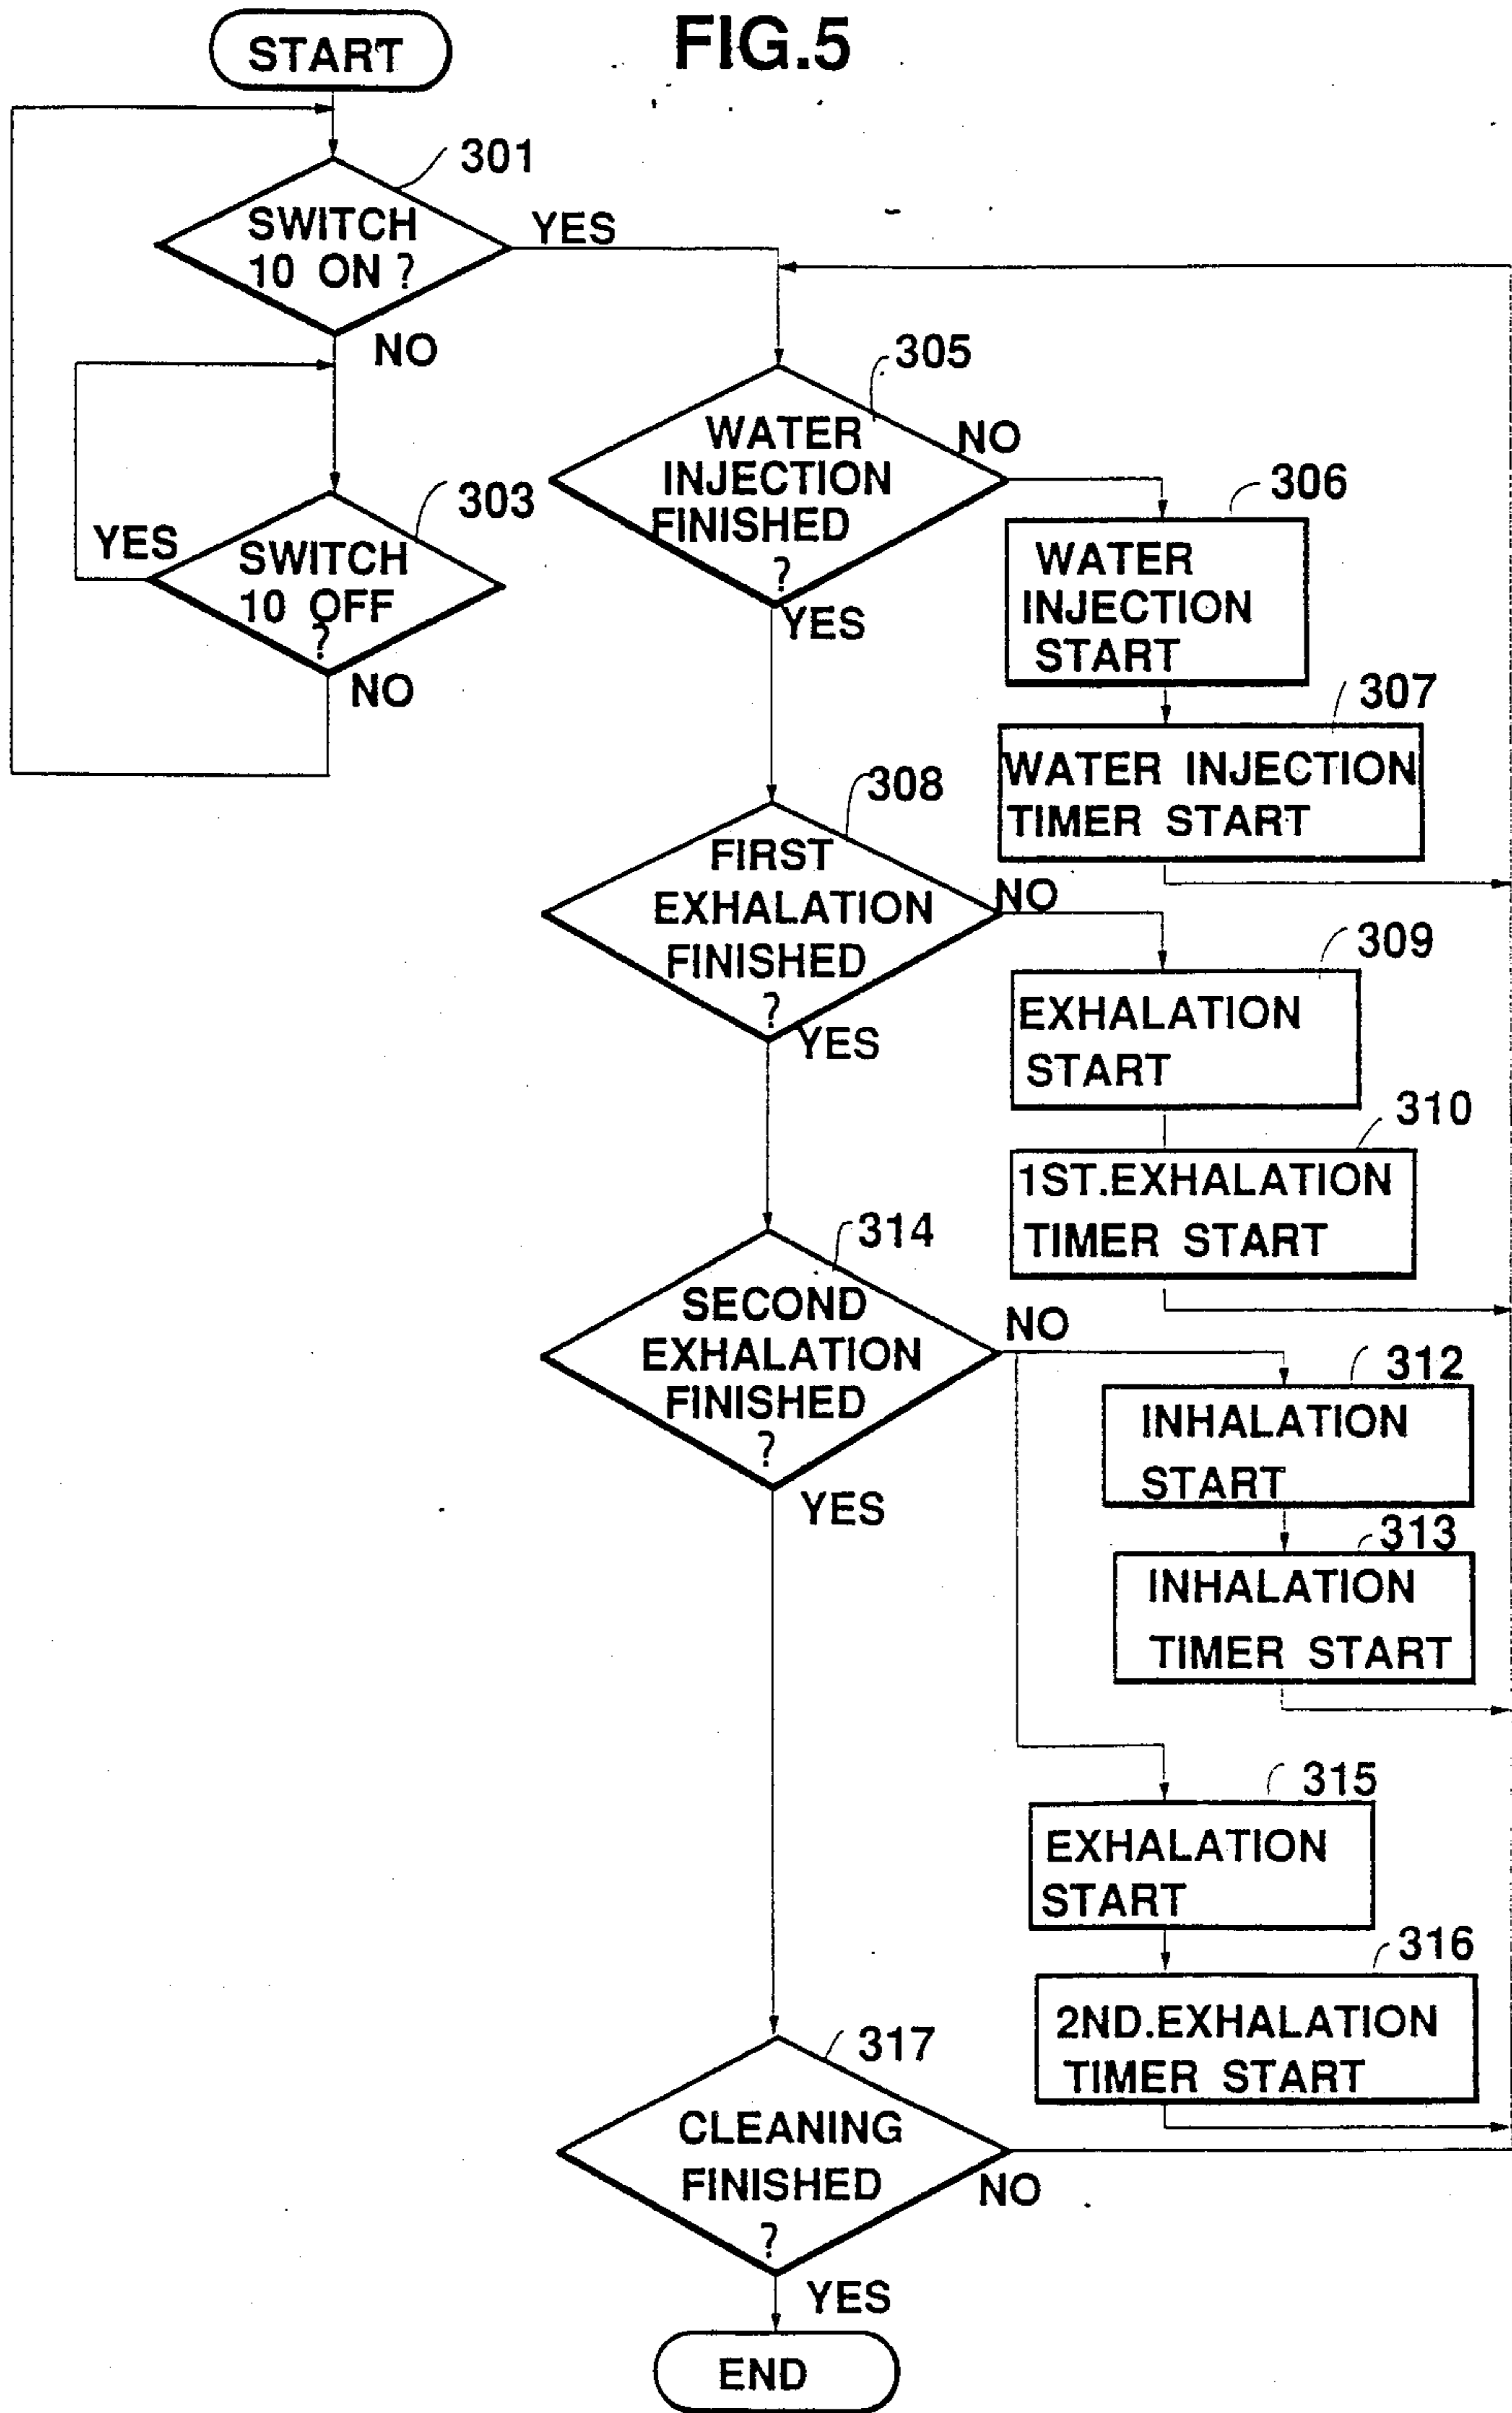 FIG.5
START
301
SWITCH
10 ON ?
YES
NO
303
YES
SWITCH
10 OFF
?
NO
305
WATER
INJECTION
FINISHED
?
NO
YES
306
WATER
INJECTION
START
307
WATER INJECTION
TIMER START
308
FIRST
EXHALATION
FINISHED
?
NO
YES
309
EXHALATION
START
310
1ST.EXHALATION
TIMER START
314
SECOND
EXHALATION
FINISHED
?
NO
YES
312
INHALATION
START
313
INHALATION
TIMER START
315
EXHALATION
START
316
2ND.EXHALATION
TIMER START
317
CLEANING
FINISHED
?
NO
YES
END